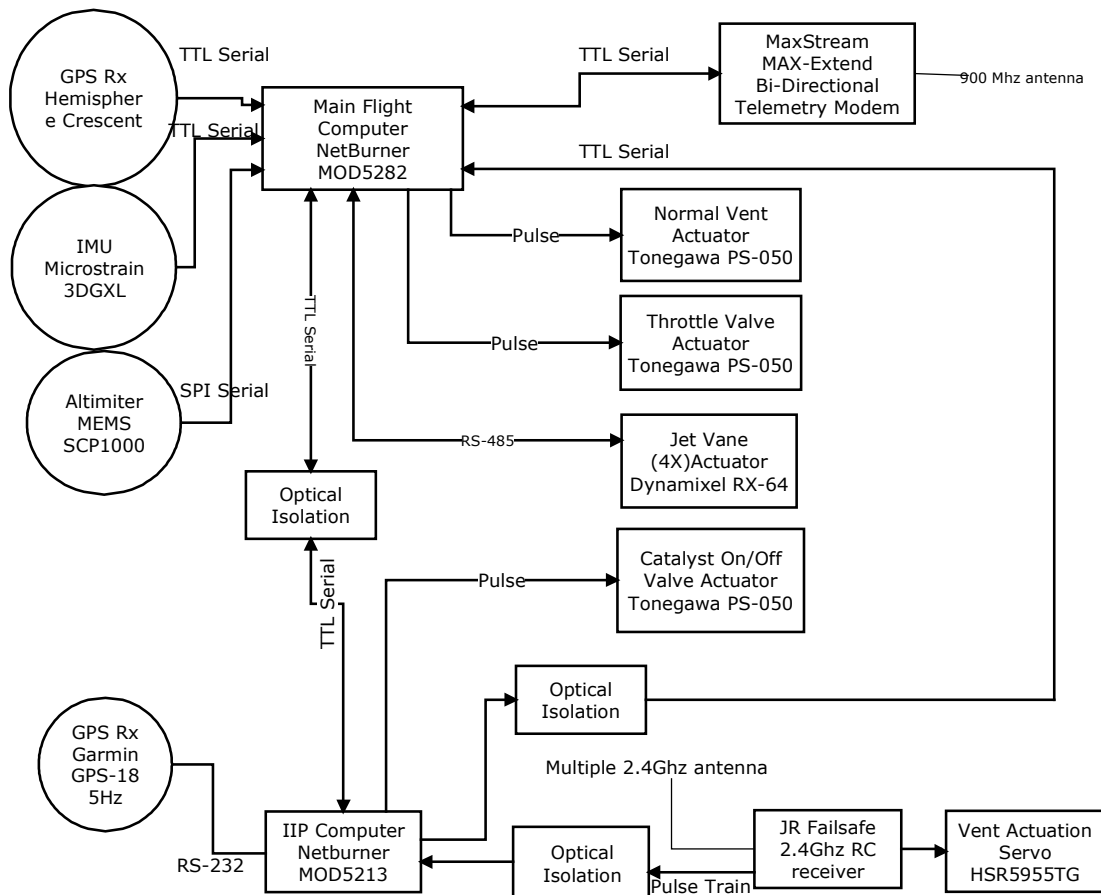 TTL Serial
GPS Rx
Hemispher
e Crescent
TTL Serial
Main Flight
Computer
NetBurner
MOD5282
TTL Serial
MaxStream
MAX-Extend
Bi-Directional
Telemetry Modem
900 Mhz antenna
TTL Serial
IMU
Microstrain
3DGXL
Pulse
Normal Vent
Actuator
Tonegawa PS-050
TTL Serial
Pulse
Throttle Valve
Actuator
Tonegawa PS-050
SPI Serial
Altimiter
MEMS
SCP1000
RS-485
Jet Vane
(4X)Actuator
Dynamixel RX-64
Optical
Isolation
TTL Serial
Pulse
Catalyst On/Off
Valve Actuator
Tonegawa PS-050
Optical
Isolation
GPS Rx
Garmin
GPS-18
5Hz
Multiple 2.4Ghz antenna
RS-232
IIP Computer
Netburner
MOD5213
Optical
Isolation
Pulse Train
JR Failsafe
2.4Ghz RC
receiver
Vent Actuation
Servo
HSR5955TG